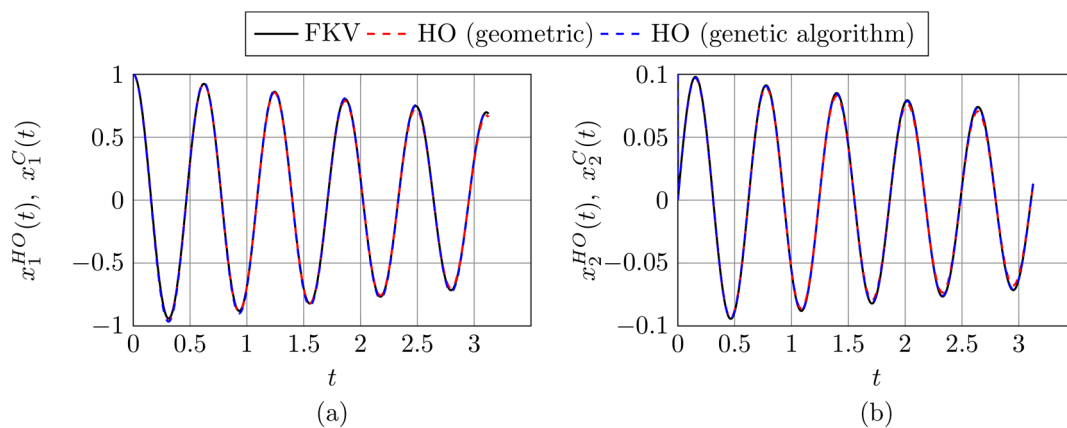 FKV HO (geometric) HO (genetic algorithm)
x_1^{HO}(t), x_1^C(t)
1
0.5
0
−0.5
−1
0 0.5 1 1.5 2 2.5 3
t
(a)
x_2^{HO}(t), x_2^C(t)
0.1
0.05
0
−0.05
−0.1
0 0.5 1 1.5 2 2.5 3
t
(b)